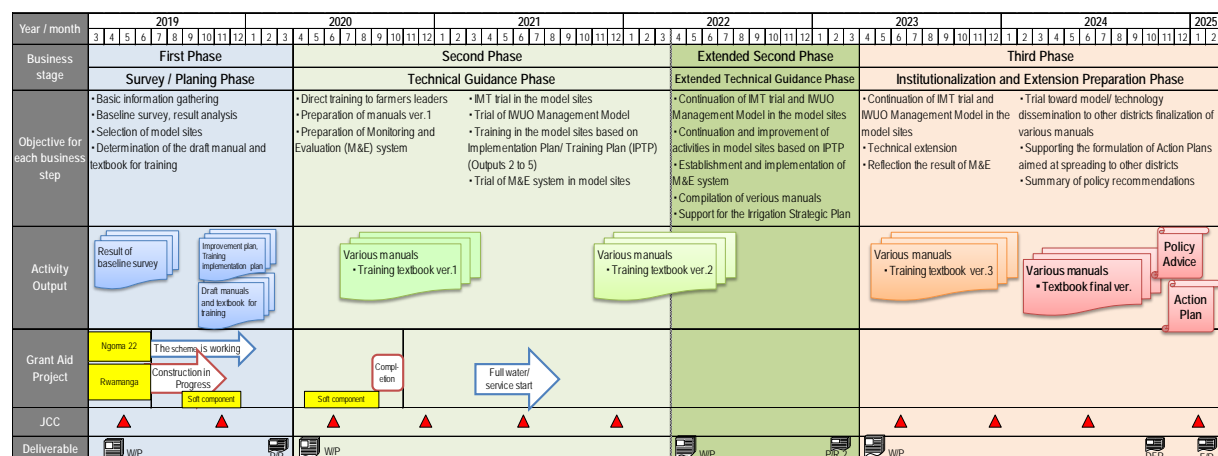 Year / month
2019
2020
2021
2022
2023
2024
2025
3 4 5 6 7 8 9 10 11 12 1 2 3 4 5 6 7 8 9 10 11 12 1 2 3 4 5 6 7 8 9 10 11 12 1 2 3 4 5 6 7 8 9 10 11 12 1 2 3 4 5 6 7 8 9 10 11 12 1 2
Business stage
First Phase
Second Phase
Extended Second Phase
Third Phase
Survey / Planing Phase
Technical Guidance Phase
Extended Technical Guidance Phase
Institutionalization and Extension Preparation Phase
Objective for
each business
step
・Basic information gathering
・Baseline survey, result analysis
・Selection of model sites
・Determination of the draft manual and
textbook for training
・Direct training to farmers leaders
・Preparation of manuals ver.1
・Preparation of Monitoring and
Evaluation (M&E) system
・IMT trial in the model sites
・Trial of IWUO Management Model
・Training in the model sites based on
Implementation Plan/ Training Plan (IPTP)
(Outputs 2 to 5)
・Trial of M&E system in model sites
・Continuation of IMT trial and IWUO
Management Model in the model sites
・Continuation and improvement of
activities in model sites based on IPTP
・Establishment and implementation of
M&E system
・Compilation of verious manuals
・Support for the Irrigation Strategic Plan
・Continuation of IMT trial and
IWUO Management Model in the
model sites
・Technical extension
・Reflection the result of M&E
・Trial toward model/ technology
dissemination to other districts finalization of
various manuals
・Supporting the formulation of Action Plans
aimed at spreading to other districts
・Summary of policy recommendations
Activity
Output
Result of
baseline survey
Improvement plan,
Training
implementation plan
Draft manuals
and textbook for
training
Various manuals
・Training textbook ver.1
Various manuals
・Training textbook ver.2
Various manuals
・Training textbook ver.3
Various manuals
・Textbook final ver.
Policy
Advice
Action
Plan
Grant Aid
Project
Ngoma 22
The scheme is working
Rwamanga
Construction in
Progress
Soft component
Soft component
Compl-
etion
Full water/
service start
JCC
Deliverable
W/P
W/P
W/P
P/R 2
W/P